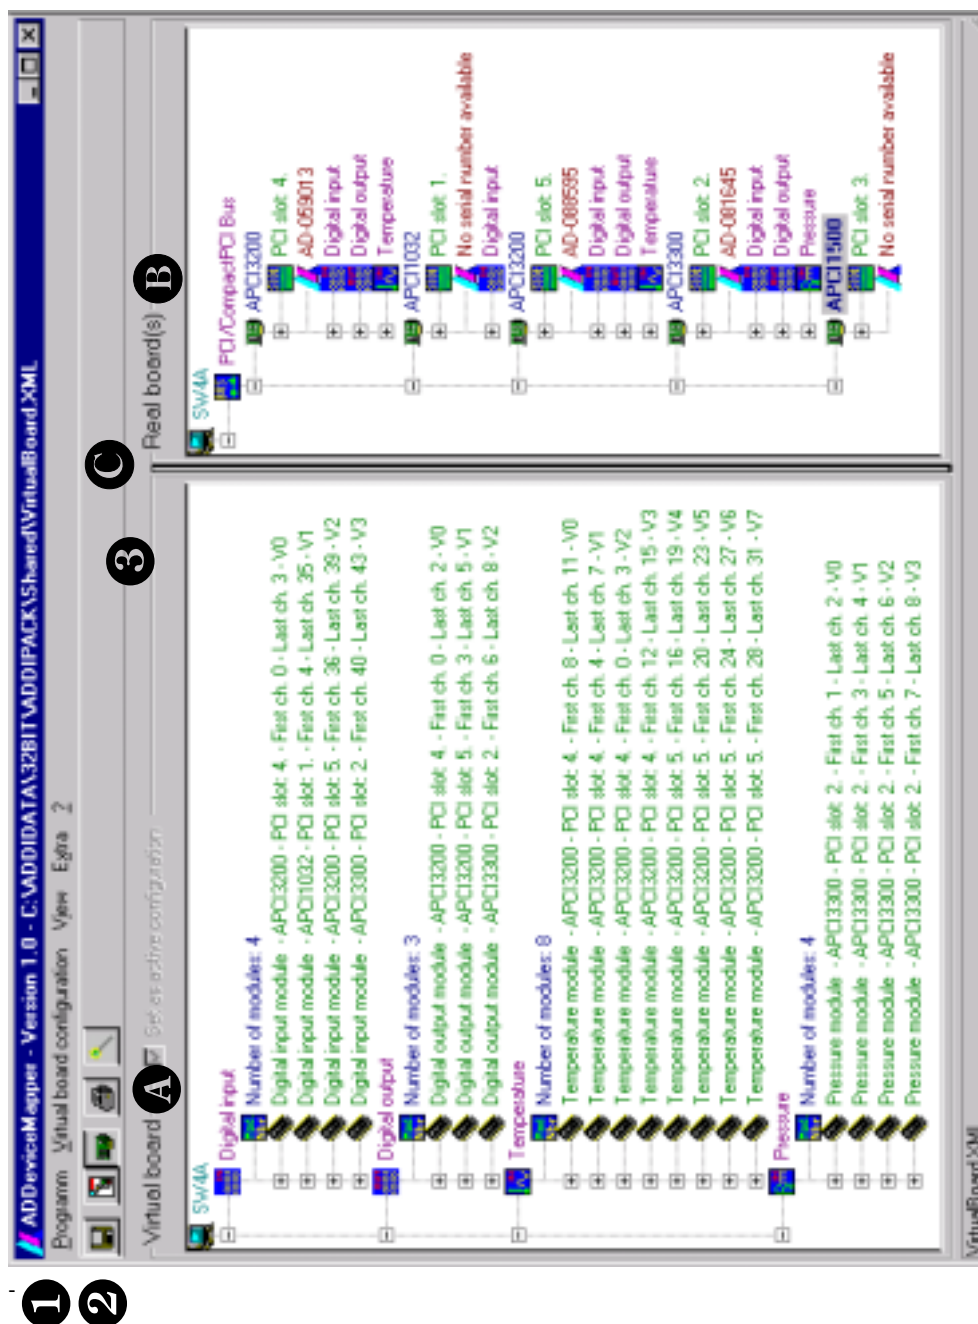 ADDeviceMapper - Version 1.0 - C:\ADDIDATA\32BIT\ADDIPACK\Shared\VirtualBoard.XML
1
Programm Virtual board configuration View Extra ?
2
C
Virtual board
A
Set as active configuration
3
Real board(s)
B
SW4A
Digital input
Number of modules: 4
Digital input module - APCI3200 - PCI slot: 4. - First ch. 0 - Last ch. 3 - V0
Digital input module - APCI1032 - PCI slot: 1. - First ch. 4 - Last ch. 35 - V1
Digital input module - APCI3200 - PCI slot: 5. - First ch. 36 - Last ch. 39 - V2
Digital input module - APCI3300 - PCI slot: 2. - First ch. 40 - Last ch. 43 - V3
Digital output
Number of modules: 3
Digital output module - APCI3200 - PCI slot: 4. - First ch. 0 - Last ch. 2 - V0
Digital output module - APCI3200 - PCI slot: 5. - First ch. 3 - Last ch. 5 - V1
Digital output module - APCI3300 - PCI slot: 2. - First ch. 6 - Last ch. 8 - V2
Temperature
Number of modules: 8
Temperature module - APCI3200 - PCI slot: 4. - First ch. 8 - Last ch. 11 - V0
Temperature module - APCI3200 - PCI slot: 4. - First ch. 4 - Last ch. 7 - V1
Temperature module - APCI3200 - PCI slot: 4. - First ch. 0 - Last ch. 3 - V2
Temperature module - APCI3200 - PCI slot: 4. - First ch. 12 - Last ch. 15 - V3
Temperature module - APCI3200 - PCI slot: 5. - First ch. 16 - Last ch. 19 - V4
Temperature module - APCI3200 - PCI slot: 5. - First ch. 20 - Last ch. 23 - V5
Temperature module - APCI3200 - PCI slot: 5. - First ch. 24 - Last ch. 27 - V6
Temperature module - APCI3200 - PCI slot: 5. - First ch. 28 - Last ch. 31 - V7
Pressure
Number of modules: 4
Pressure module - APCI3300 - PCI slot: 2. - First ch. 1 - Last ch. 2 - V0
Pressure module - APCI3300 - PCI slot: 2. - First ch. 3 - Last ch. 4 - V1
Pressure module - APCI3300 - PCI slot: 2. - First ch. 5 - Last ch. 6 - V2
Pressure module - APCI3300 - PCI slot: 2. - First ch. 7 - Last ch. 8 - V3
SW4A
PCI/CompactPCI Bus
APCI3200
PCI slot: 4.
AD-059013
Digital input
Digital output
Temperature
APCI1032
PCI slot: 1.
No serial number available
Digital input
APCI3200
PCI slot: 5.
AD-088595
Digital input
Digital output
Temperature
APCI3300
PCI slot: 2.
AD-081645
Digital input
Digital output
Pressure
APCI1500
PCI slot: 3.
No serial number available
VirtualBoard.XML